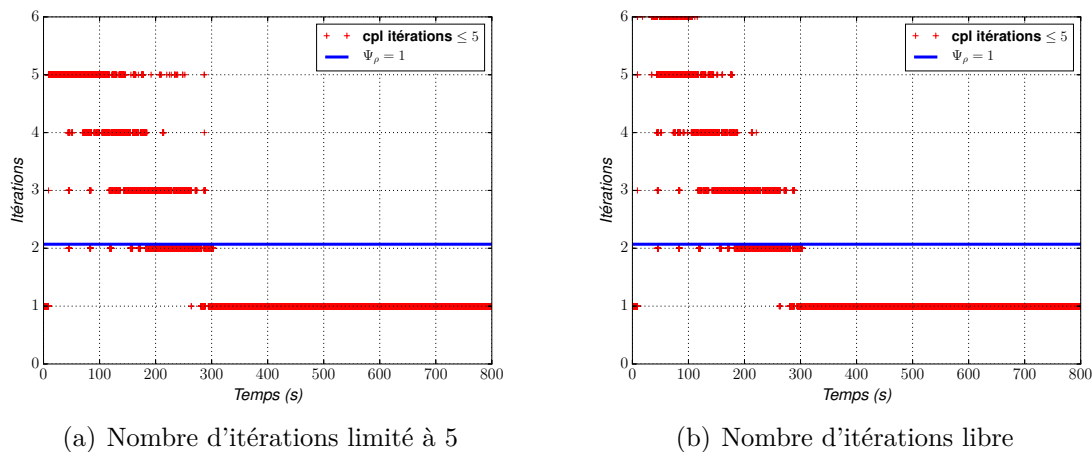 6
5
4
3
2
1
0
Itérations
0 100 200 300 400 500 600 700 800
Temps (s)
cpl itérations ≤ 5
Ψρ = 1
(a) Nombre d'itérations limité à 5
6
5
4
3
2
1
0
Itérations
0 100 200 300 400 500 600 700 800
Temps (s)
cpl itérations ≤ 5
Ψρ = 1
(b) Nombre d'itérations libre